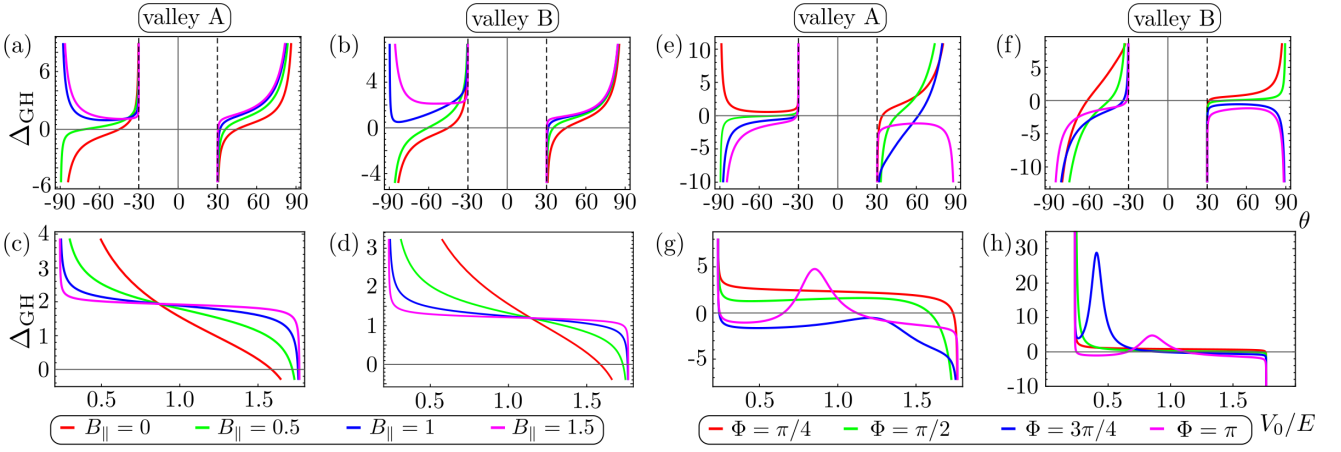 valley A valley B valley A valley B
(a) (b) (e) (f)
Δ_GH
6
3
0
-6
-90 -60 -30 0 30 60 90
4
2
0
-2
-4
-90 -60 -30 0 30 60 90
10
5
0
-5
-10
-90 -60 -30 0 30 60 90
5
0
-5
-10
-90 -60 -30 0 30 60 90
θ
(c) (d) (g) (h)
Δ_GH
4
3
2
1
0
0.5 1.0 1.5
3
2
1
0
0.5 1.0 1.5
5
0
-5
0.5 1.0 1.5
30
20
10
0
-10
0.5 1.0 1.5
B_∥ = 0 B_∥ = 0.5 B_∥ = 1 B_∥ = 1.5
Φ = π/4 Φ = π/2 Φ = 3π/4 Φ = π
V_0/E